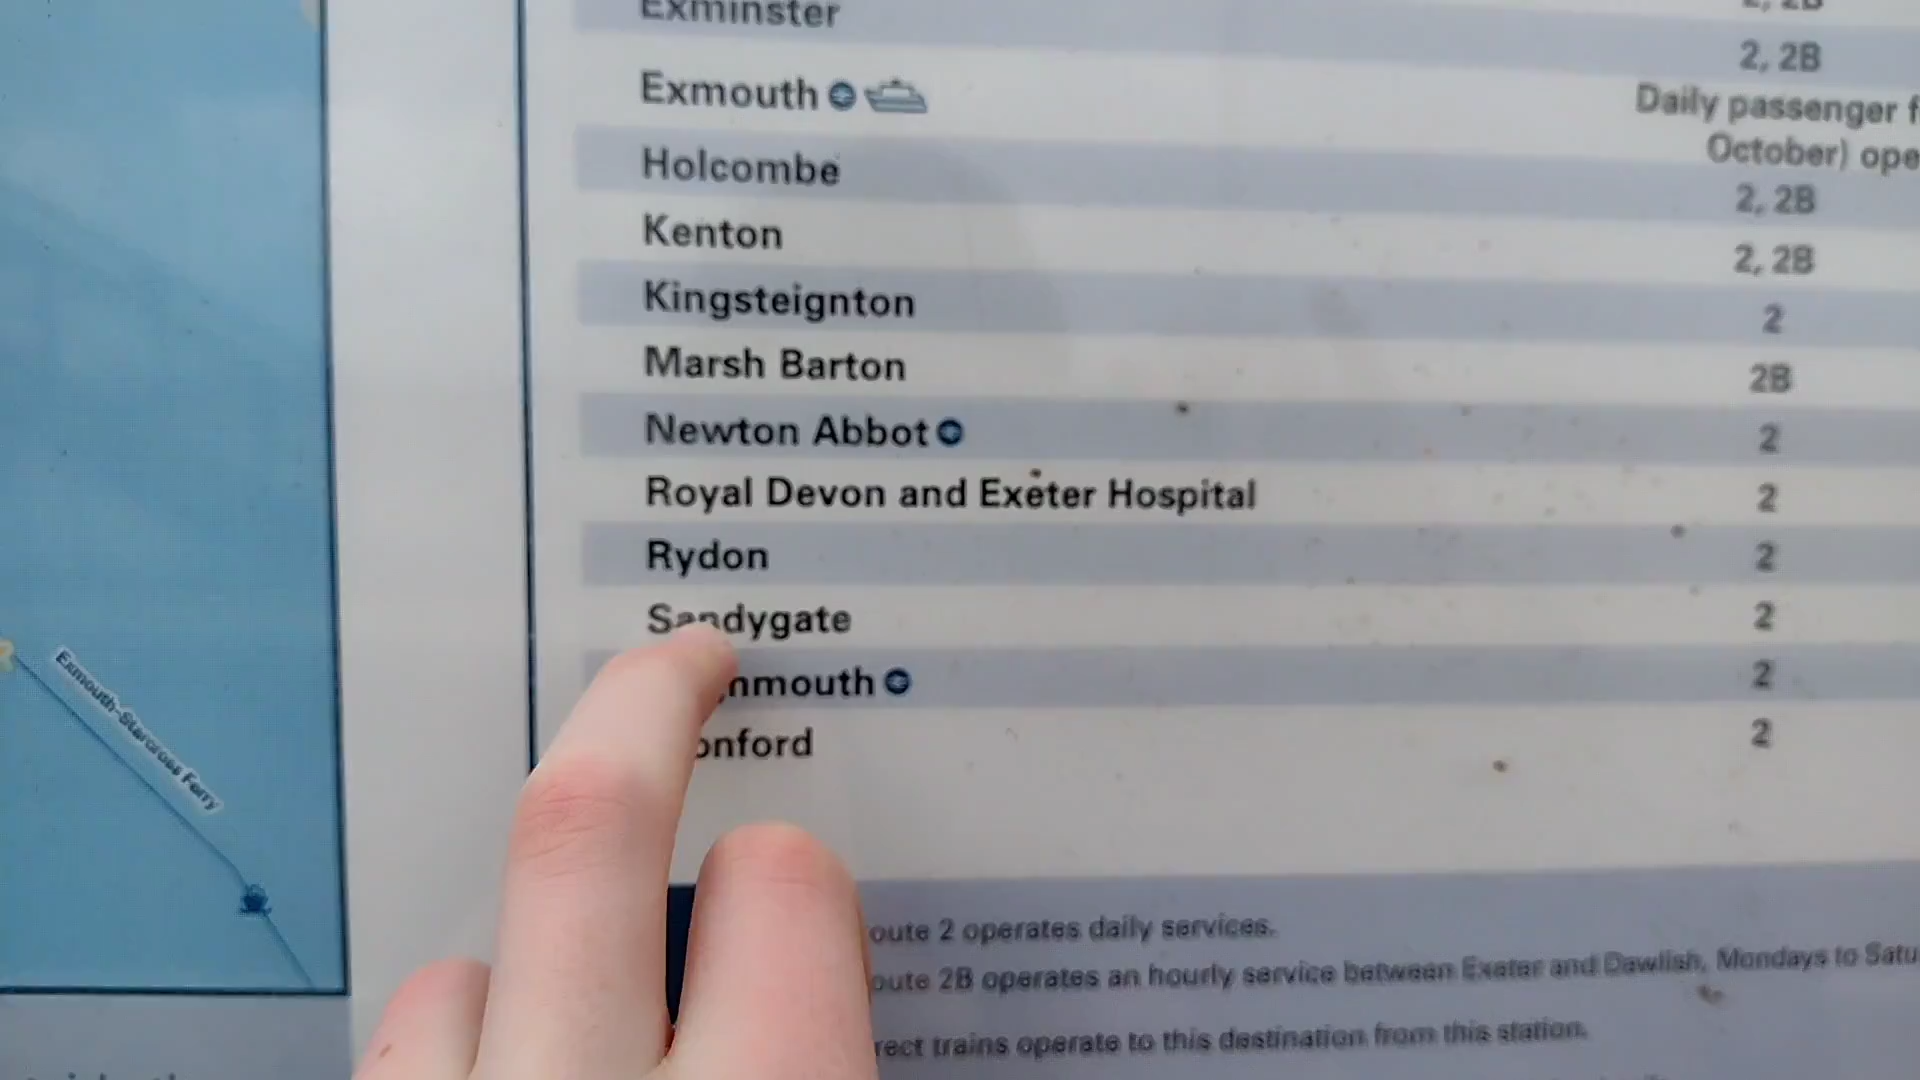 Exminster 2, 2B
2, 2B
Exmouth
Daily passenger
October)
Holcombe 2, 2B
Kenton 2, 2B
Kingsteignton 2
Marsh Barton 2B
Newton Abbot 2
Royal Devon and Exeter Hospital 2
Rydon 2
Sandygate 2
nmouth 2
onford 2
Exmouth-Starcross Ferry
oute 2 operates daily services.
oute 2B operates an hourly service between Exeter and Dawlish, Mondays to Satu
rect trains operate to this destination from this station.